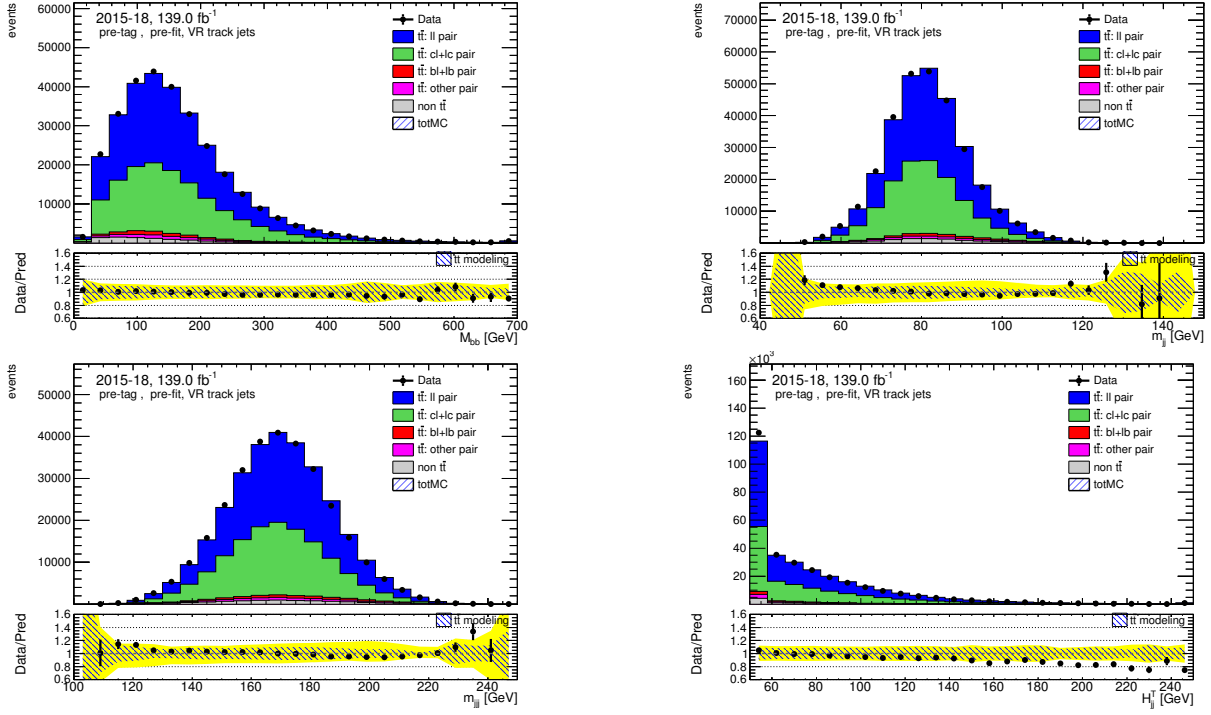 events
60000
50000
40000
30000
20000
10000
2015-18, 139.0 fb⁻¹
pre-tag , pre-fit, VR track jets
Data
tt̄: ll pair
tt̄: cl+lc pair
tt̄: bl+lb pair
tt̄: other pair
non tt̄
totMC
Data/Pred
1.6
1.4
1.2
1
0.8
0.6
tt̄ modeling
0 100 200 300 400 500 600 700
M_bb [GeV]
events
70000
60000
50000
40000
30000
20000
10000
2015-18, 139.0 fb⁻¹
pre-tag , pre-fit, VR track jets
Data
tt̄: ll pair
tt̄: cl+lc pair
tt̄: bl+lb pair
tt̄: other pair
non tt̄
totMC
Data/Pred
1.6
1.4
1.2
1
0.8
0.6
tt̄ modeling
40 60 80 100 120 140
m_jj [GeV]
events
50000
40000
30000
20000
10000
2015-18, 139.0 fb⁻¹
pre-tag , pre-fit, VR track jets
Data
tt̄: ll pair
tt̄: cl+lc pair
tt̄: bl+lb pair
tt̄: other pair
non tt̄
totMC
Data/Pred
1.6
1.4
1.2
1
0.8
0.6
tt̄ modeling
100 120 140 160 180 200 220 240
m_jjj [GeV]
×10³
events
160
140
120
100
80
60
40
20
2015-18, 139.0 fb⁻¹
pre-tag , pre-fit, VR track jets
Data
tt̄: ll pair
tt̄: cl+lc pair
tt̄: bl+lb pair
tt̄: other pair
non tt̄
totMC
Data/Pred
1.6
1.4
1.2
1
0.8
0.6
tt̄ modeling
60 80 100 120 140 160 180 200 220 240
H^T_jj [GeV]